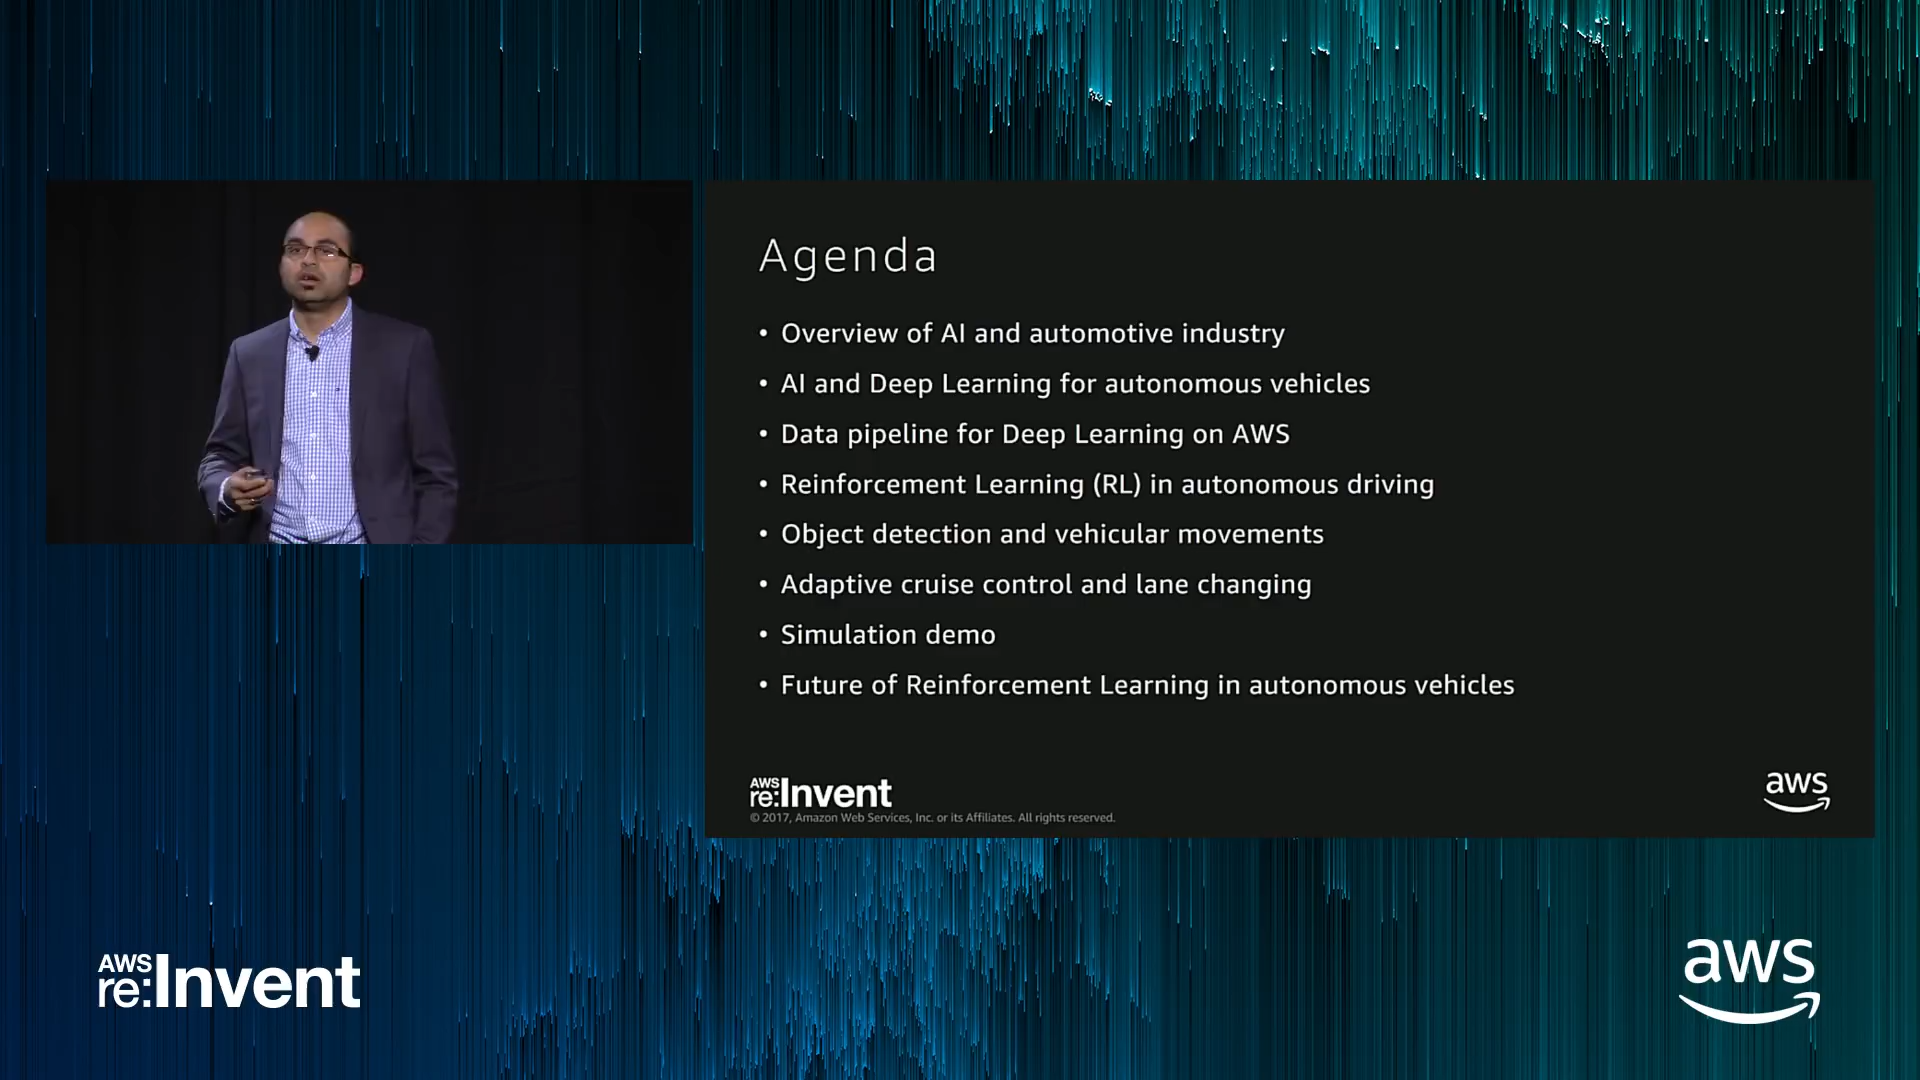 Agenda
• Overview of AI and automotive industry
• AI and Deep Learning for autonomous vehicles
• Data pipeline for Deep Learning on AWS
• Reinforcement Learning (RL) in autonomous driving
• Object detection and vehicular movements
• Adaptive cruise control and lane changing
• Simulation demo
• Future of Reinforcement Learning in autonomous vehicles
AWS
re:Invent
© 2017, Amazon Web Services, Inc. or its Affiliates. All rights reserved.
aws
AWS
re:Invent
aws